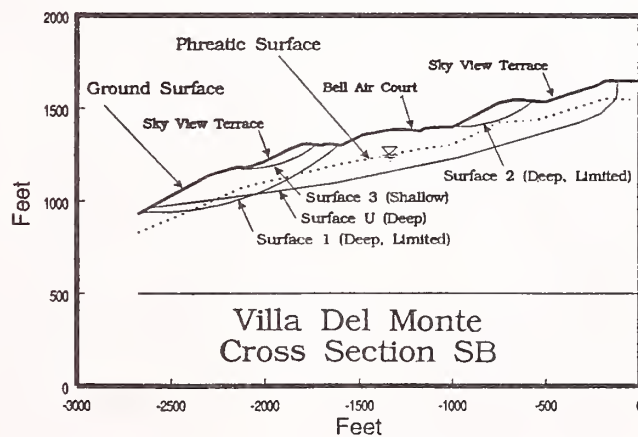 2000
1500
1000
500
0
Feet
Phreatic Surface
Ground Surface
Sky View Terrace
Bell Air Court
Sky View Terrace
Surface 2 (Deep, Limited)
Surface 3 (Shallow)
Surface U (Deep)
Surface 1 (Deep, Limited)
Villa Del Monte
Cross Section SB
-3000 -2500 -2000 -1500 -1000 -500
Feet